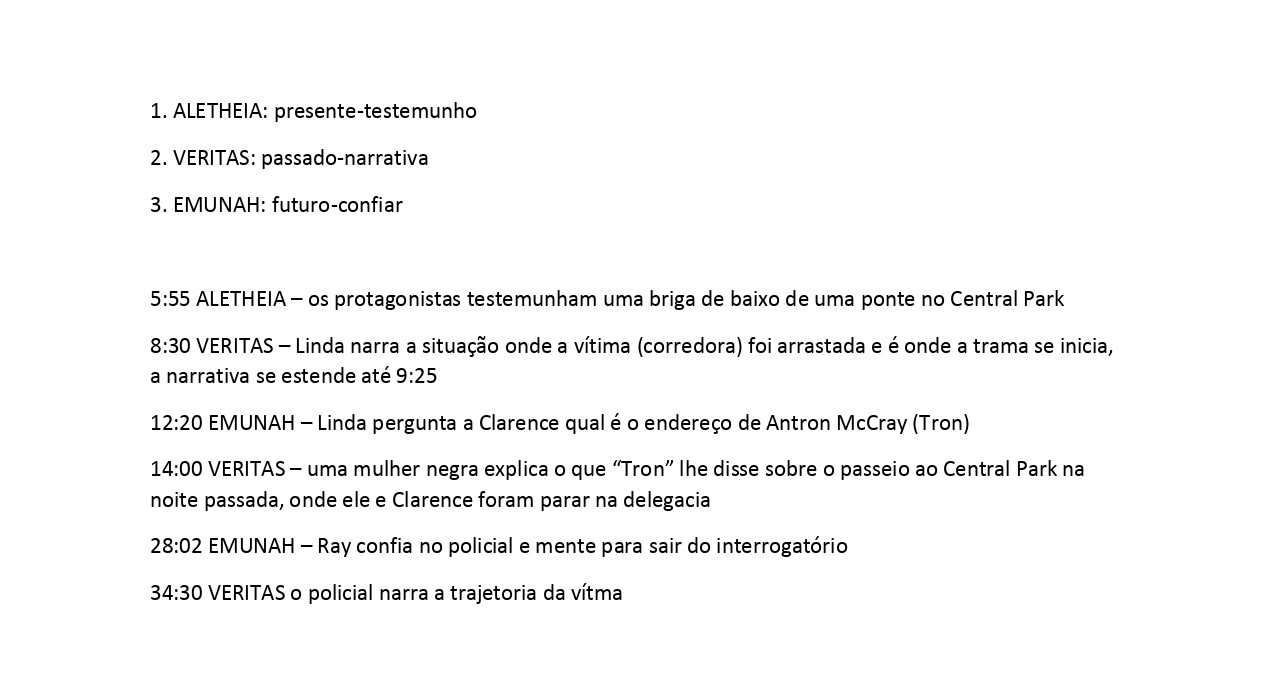 1. ALETHEIA: presente-testemunho
2. VERITAS: passado-narrativa
3. EMUNAH: futuro-confiar
5:55 ALETHEIA – os protagonistas testemunham uma briga de baixo de uma ponte no Central Park
8:30 VERITAS – Linda narra a situação onde a vítima (corredora) foi arrastada e é onde a trama se inicia,
a narrativa se estende até 9:25
12:20 EMUNAH – Linda pergunta a Clarence qual é o endereço de Antron McCray (Tron)
14:00 VERITAS – uma mulher negra explica o que “Tron” lhe disse sobre o passeio ao Central Park na
noite passada, onde ele e Clarence foram parar na delegacia
28:02 EMUNAH – Ray confia no policial e mente para sair do interrogatório
34:30 VERITAS o policial narra a trajetoria da vítma